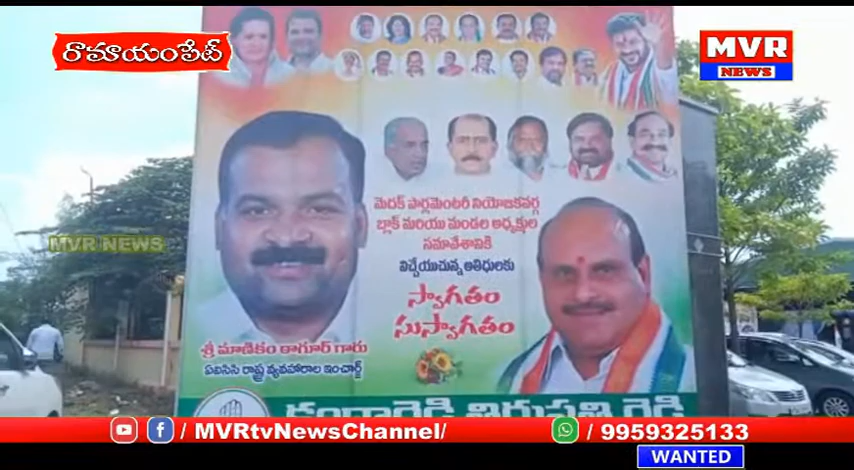 రామాయంపేట్
MVR
NEWS
MVR NEWS
మెదక్ పార్లమెంటరీ నియోజకవర్గ
బ్లాక్ మరియు మండల అధ్యక్షుల
సమావేశానికి
విచ్చేయుచున్న అతిధులకు
స్వాగతం
సుస్వాగతం
శ్రీ మాణికం ఠాగూర్ గారు
ఏఐసిసి రాష్ట్ర వ్యవహారాల ఇంచార్జ్
కంఠారెడ్డి తిరుపతి రెడ్డి
/MVRtvNewsChannel/
/ 9959325133
WANTED